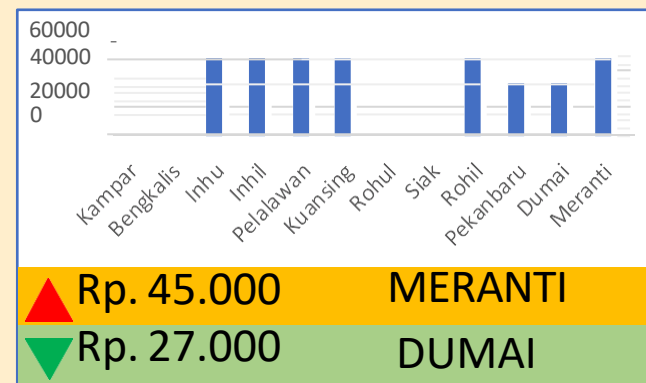 60000
40000
20000
0
Kampar
Bengkalis
Inhu
Inhil
Pelalawan
Kuansing
Rohul
Siak
Rohil
Pekanbaru
Dumai
Meranti
Rp. 45.000 MERANTI
Rp. 27.000 DUMAI